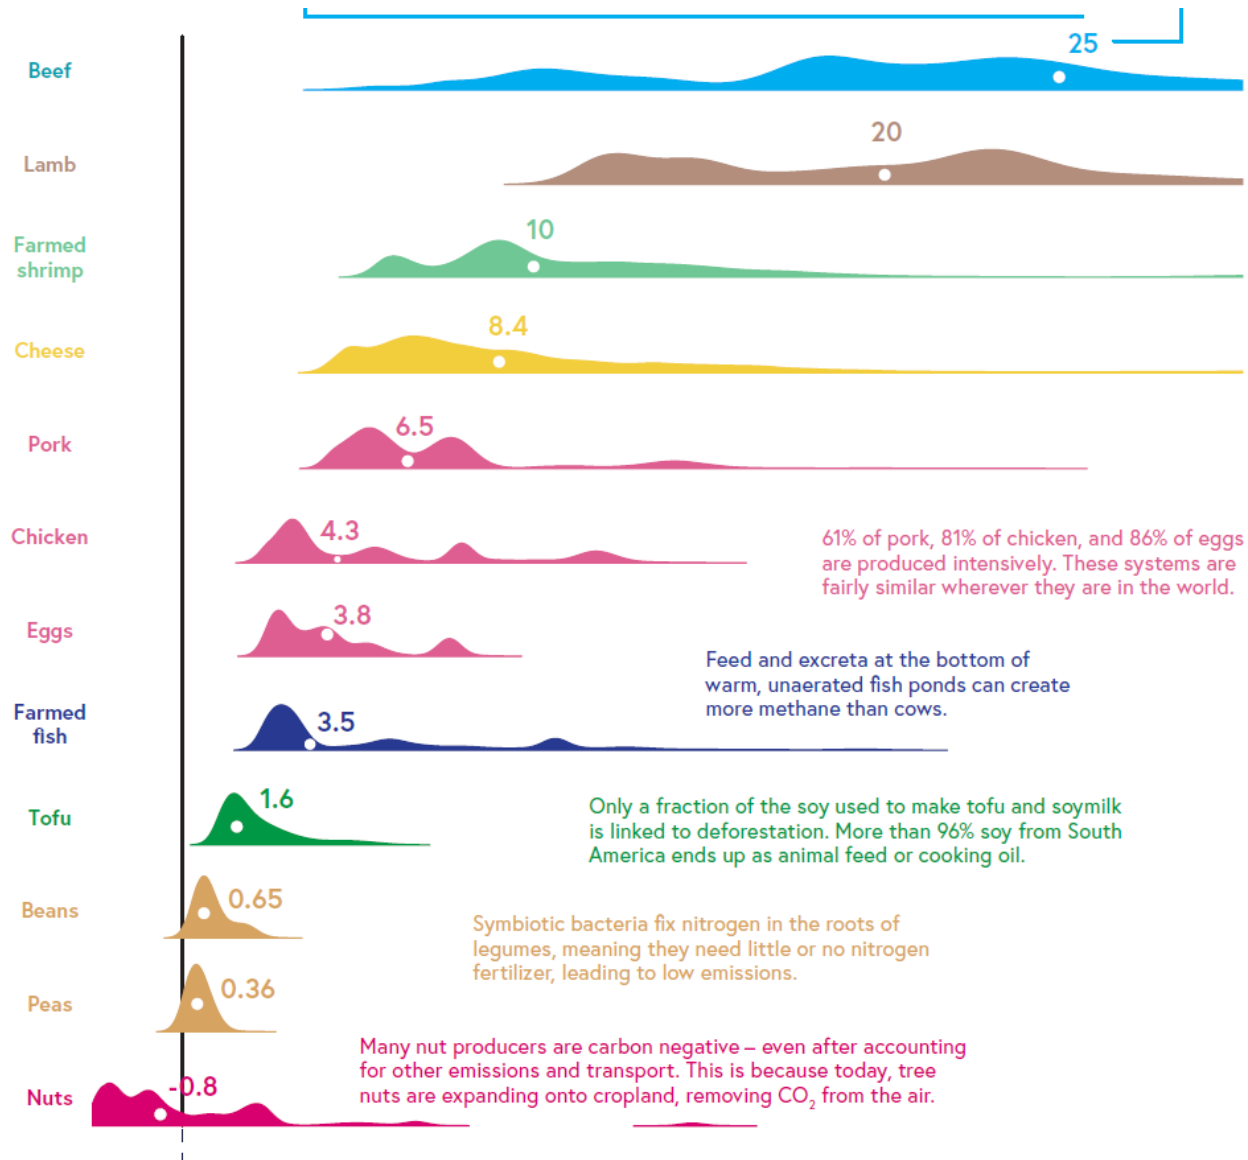 25
Beef
20
Lamb
10
Farmed
shrimp
8.4
Cheese
6.5
Pork
4.3
Chicken
61% of pork, 81% of chicken, and 86% of eggs
are produced intensively. These systems are
fairly similar wherever they are in the world.
3.8
Eggs
Feed and excreta at the bottom of
warm, unaerated fish ponds can create
more methane than cows.
3.5
Farmed
fish
1.6
Tofu
Only a fraction of the soy used to make tofu and soymilk
is linked to deforestation. More than 96% soy from South
America ends up as animal feed or cooking oil.
0.65
Beans
Symbiotic bacteria fix nitrogen in the roots of
legumes, meaning they need little or no nitrogen
fertilizer, leading to low emissions.
0.36
Peas
Many nut producers are carbon negative – even after accounting
for other emissions and transport. This is because today, tree
nuts are expanding onto cropland, removing CO₂ from the air.
-0.8
Nuts